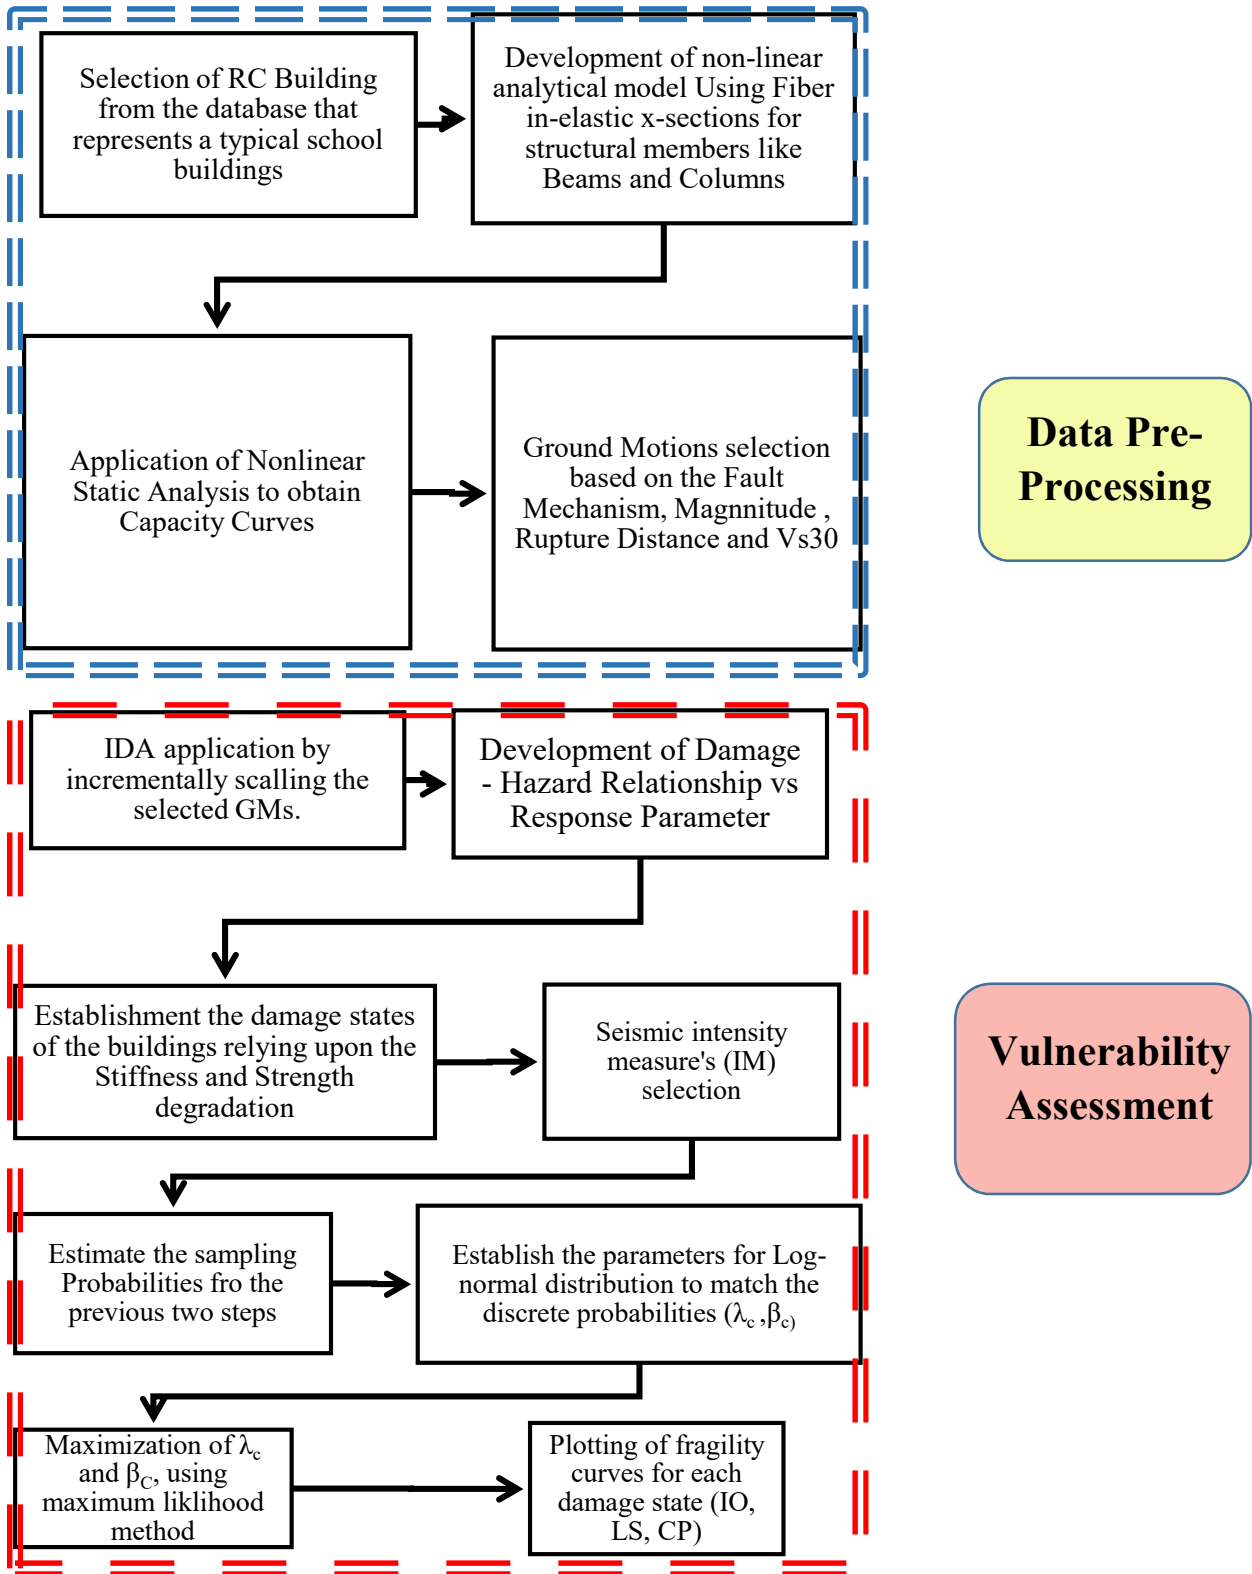 Selection of RC Building
from the database that
represents a typical school
buildings
Development of non-linear
analytical model Using Fiber
in-elastic x-sections for
structural members like
Beams and Columns
Application of Nonlinear
Static Analysis to obtain
Capacity Curves
Ground Motions selection
based on the Fault
Mechanism, Magnnitude ,
Rupture Distance and Vs30
Data Pre-
Processing
IDA application by
incrementally scalling the
selected GMs.
Development of Damage
- Hazard Relationship vs
Response Parameter
Establishment the damage states
of the buildings relying upon the
Stiffness and Strength
degradation
Seismic intensity
measure's (IM)
selection
Vulnerability
Assessment
Estimate the sampling
Probabilities fro the
previous two steps
Establish the parameters for Log-
normal distribution to match the
discrete probabilities (λc ,βc)
Maximization of λc
and βC, using
maximum liklihood
method
Plotting of fragility
curves for each
damage state (IO,
LS, CP)